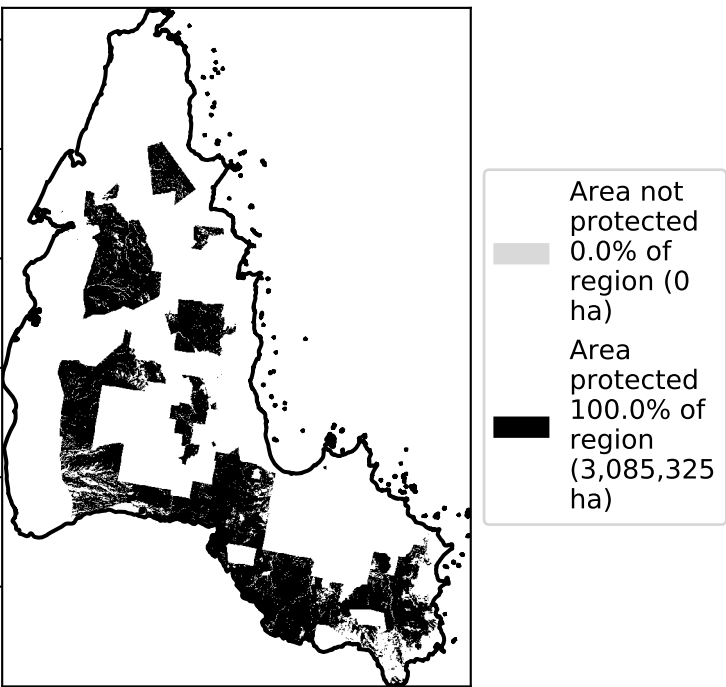 Area not
protected
0.0% of
region (0
ha)
Area
protected
100.0% of
region
(3,085,325
ha)